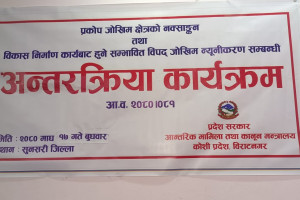 प्रकोप जोखिम क्षेत्रको नक्साङ्कन
तथा
विकास निर्माण कार्यबाट हुने सम्भावित विपद् जोखिम न्यूनीकरण सम्बन्धी
अन्तरक्रिया कार्यक्रम
आ.व. २०८०।०८१
मिति : २०८० माघ १७ गते बुधवार
स्थान : सुनसरी जिल्ला
प्रदेश सरकार
आन्तरिक मामिला तथा कानून मन्त्रालय
कोशी प्रदेश, विराटनगर